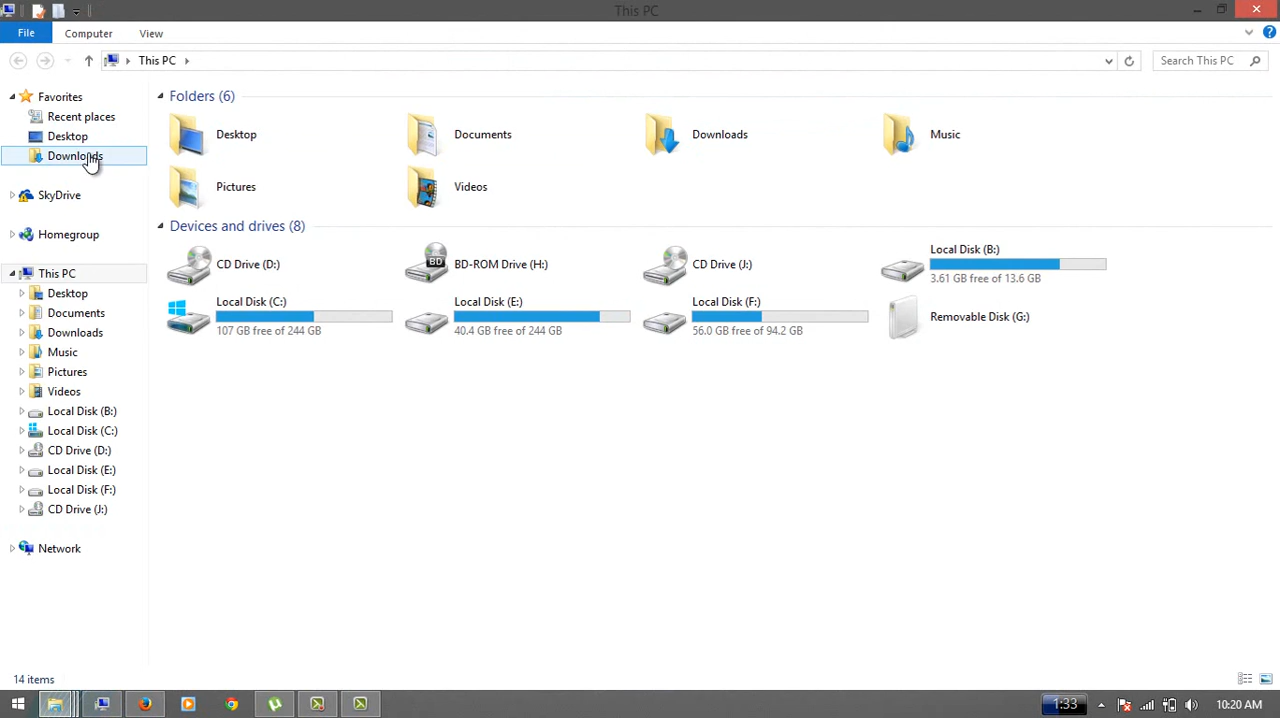 This PC
File Computer View
This PC
Search This PC
Favorites
Recent places
Desktop
Downloads
SkyDrive
Homegroup
This PC
Desktop
Documents
Downloads
Music
Pictures
Videos
Local Disk (B:)
Local Disk (C:)
CD Drive (D:)
Local Disk (E:)
Local Disk (F:)
CD Drive (J:)
Network
Folders (6)
Desktop
Documents
Downloads
Music
Pictures
Videos
Devices and drives (8)
CD Drive (D:)
BD
BD-ROM Drive (H:)
CD Drive (J:)
Local Disk (B:)
3.61 GB free of 13.6 GB
Local Disk (C:)
107 GB free of 244 GB
Local Disk (E:)
40.4 GB free of 244 GB
Local Disk (F:)
56.0 GB free of 94.2 GB
Removable Disk (G:)
14 items
1:33
10:20 AM